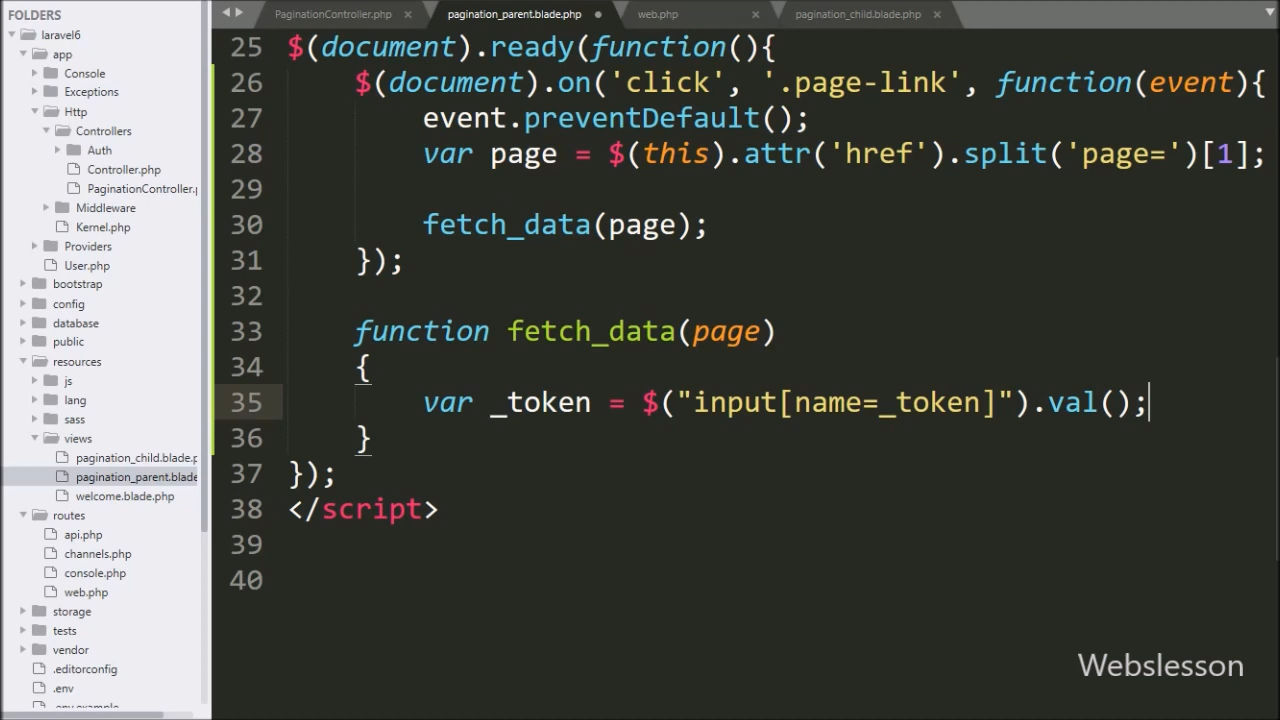 FOLDERS
laravel6
app
Console
Exceptions
Http
Controllers
Auth
Controller.php
PaginationController.p
Middleware
Kernel.php
Providers
User.php
bootstrap
config
database
public
resources
js
lang
sass
views
pagination_child.blade.p
pagination_parent.blade
welcome.blade.php
routes
api.php
channels.php
console.php
web.php
storage
tests
vendor
.editorconfig
.env
.env.example
PaginationController.php × pagination_parent.blade.php web.php × pagination_child.blade.php ×
25 $(document).ready(function(){
26 $(document).on('click', '.page-link', function(event){
27 event.preventDefault();
28 var page = $(this).attr('href').split('page=')[1];
29
30 fetch_data(page);
31 });
32
33 function fetch_data(page)
34 {
35 var _token = $("input[name=_token]").val();
36 }
37 });
38 </script>
39
40
Webslesson